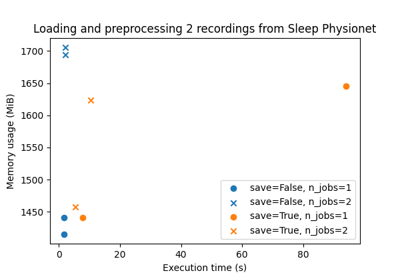 Loading and preprocessing 2 recordings from Sleep Physionet
1700
1650
1600
1550
1500
1450
Memory usage (MiB)
save=False, n_jobs=1
save=False, n_jobs=2
save=True, n_jobs=1
save=True, n_jobs=2
0 20 40 60 80
Execution time (s)